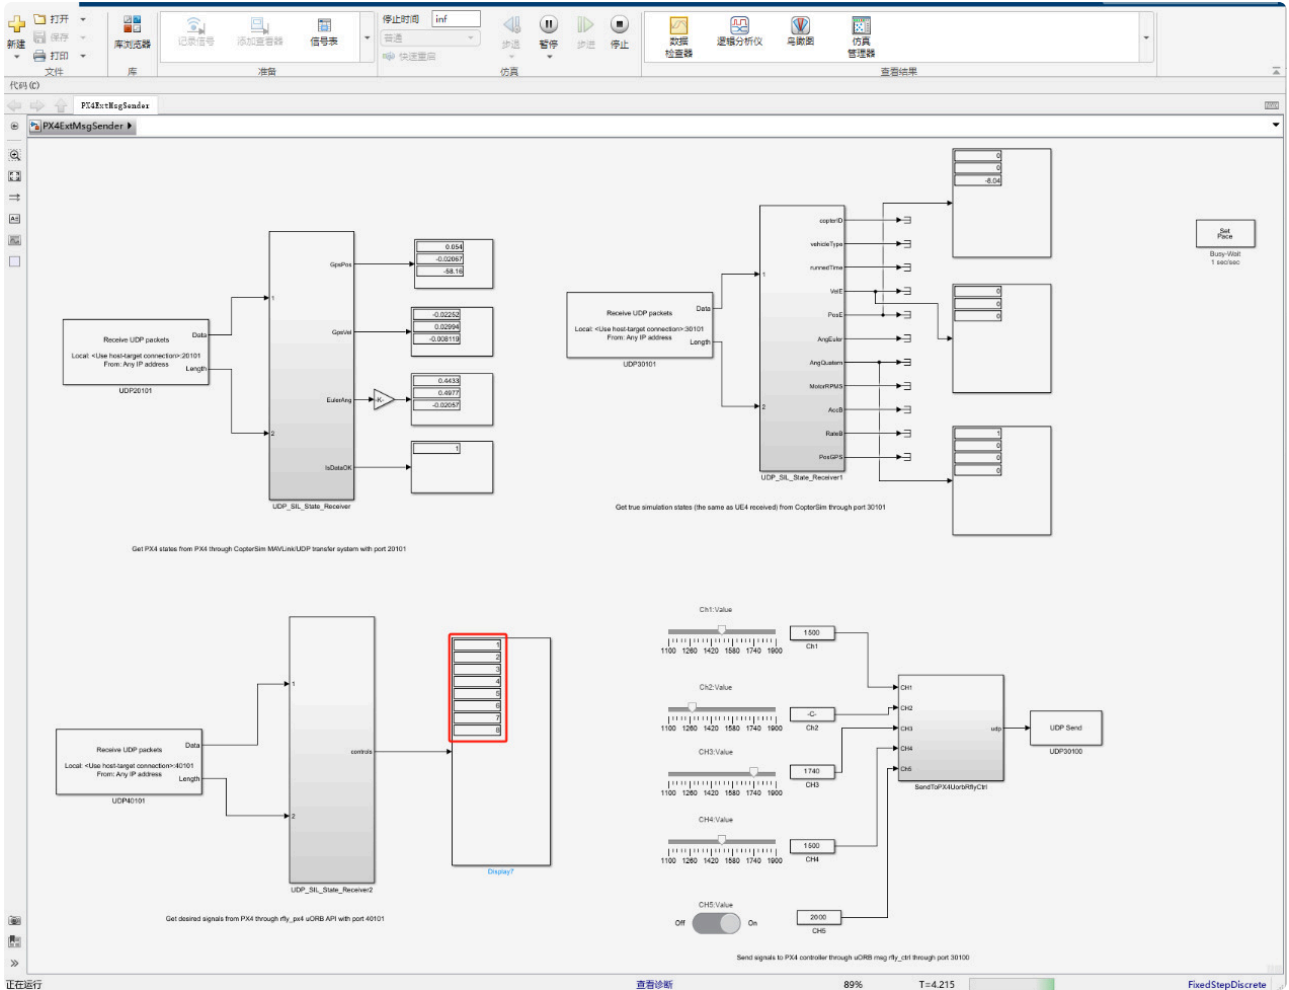 打开
停止时间 inf
新建
保存
库浏览器
记录信号
添加查看器
信号表
普通
步退
暂停
步进
停止
数据
检查器
逻辑分析仪
鸟瞰图
仿真
管理器
打印
快速重启
文件
库
准备
仿真
查看结果
代码(C)
PX4ExtMsgSender
PX4ExtMsgSender
0
0
-8.04
Set
Pace
Busy-Wait
1 sec/sec
GpsPos
0.054
-0.02067
-58.16
GpsVel
-0.02252
0.02994
-0.008119
EulerAng
-K-
0.4433
0.4977
-0.02057
IsDataOK
1
1
2
UDP_SIL_State_Receiver
Receive UDP packets
Local: <Use host-target connection>:20101
From: Any IP address
Data
Length
UDP20101
Get PX4 states from PX4 through CopterSim MAVLink/UDP transfer system with port 20101
Receive UDP packets
Local: <Use host-target connection>:30101
From: Any IP address
Data
Length
UDP30101
1
2
copterID
vehicleType
runnedTime
VelE
PosE
AngEuler
AngQuatern
MotorRPMS
AccB
RateB
PosGPS
UDP_SIL_State_Receiver1
0
0
0
1
0
0
0
Get true simulation states (the same as UE4 received) from CopterSim through port 30101
Receive UDP packets
Local: <Use host-target connection>:40101
From: Any IP address
Data
Length
UDP40101
1
2
controls
UDP_SIL_State_Receiver2
1
2
3
4
5
6
7
8
Display7
Get desired signals from PX4 through rfly_px4 uORB API with port 40101
Ch1:Value
1100 1260 1420 1580 1740 1900
1500
Ch1
Ch2:Value
1100 1260 1420 1580 1740 1900
-C-
Ch2
CH3:Value
1100 1260 1420 1580 1740 1900
1740
CH3
CH4:Value
1100 1260 1420 1580 1740 1900
1500
CH4
CH5:Value
Off On
2000
CH5
CH1
CH2
CH3
CH4
Ch5
udp
SendToPX4UorbRflyCtrl
UDP Send
UDP30100
Send signals to PX4 controller through uORB msg rfly_ctrl through port 30100
正在运行 查看诊断 89% T=4.215 FixedStepDiscrete